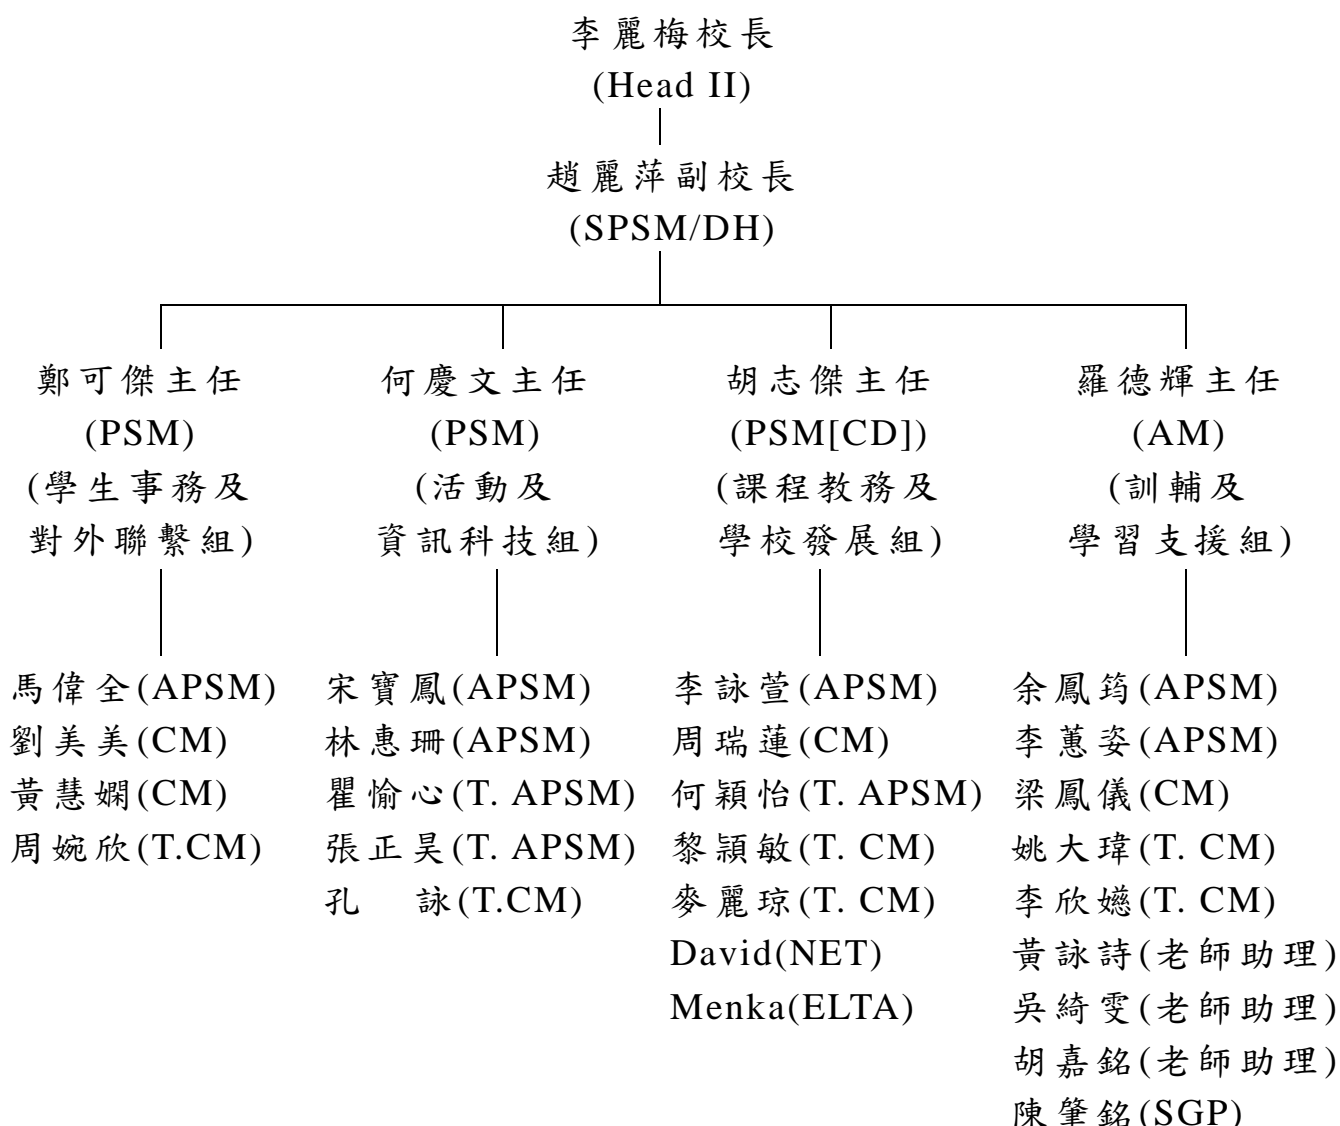 李麗梅校長
(Head II)
趙麗萍副校長
(SPSM/DH)
鄭可傑主任
(PSM)
(學生事務及
對外聯繫組)
何慶文主任
(PSM)
(活動及
資訊科技組)
胡志傑主任
(PSM[CD])
(課程教務及
學校發展組)
羅德輝主任
(AM)
(訓輔及
學習支援組)
馬偉全(APSM)
劉美美(CM)
黃慧嫻(CM)
周婉欣(T.CM)
宋寶鳳(APSM)
林惠珊(APSM)
瞿愉心(T. APSM)
張正昊(T. APSM)
孔 詠(T.CM)
李詠萱(APSM)
周瑞蓮(CM)
何穎怡(T. APSM)
黎頴敏(T. CM)
麥麗琼(T. CM)
David(NET)
Menka(ELTA)
余鳳筠(APSM)
李蕙姿(APSM)
梁鳳儀(CM)
姚大瑋(T. CM)
李欣嬨(T. CM)
黃詠詩(老師助理)
吳綺雯(老師助理)
胡嘉銘(老師助理)
陳肇銘(SGP)